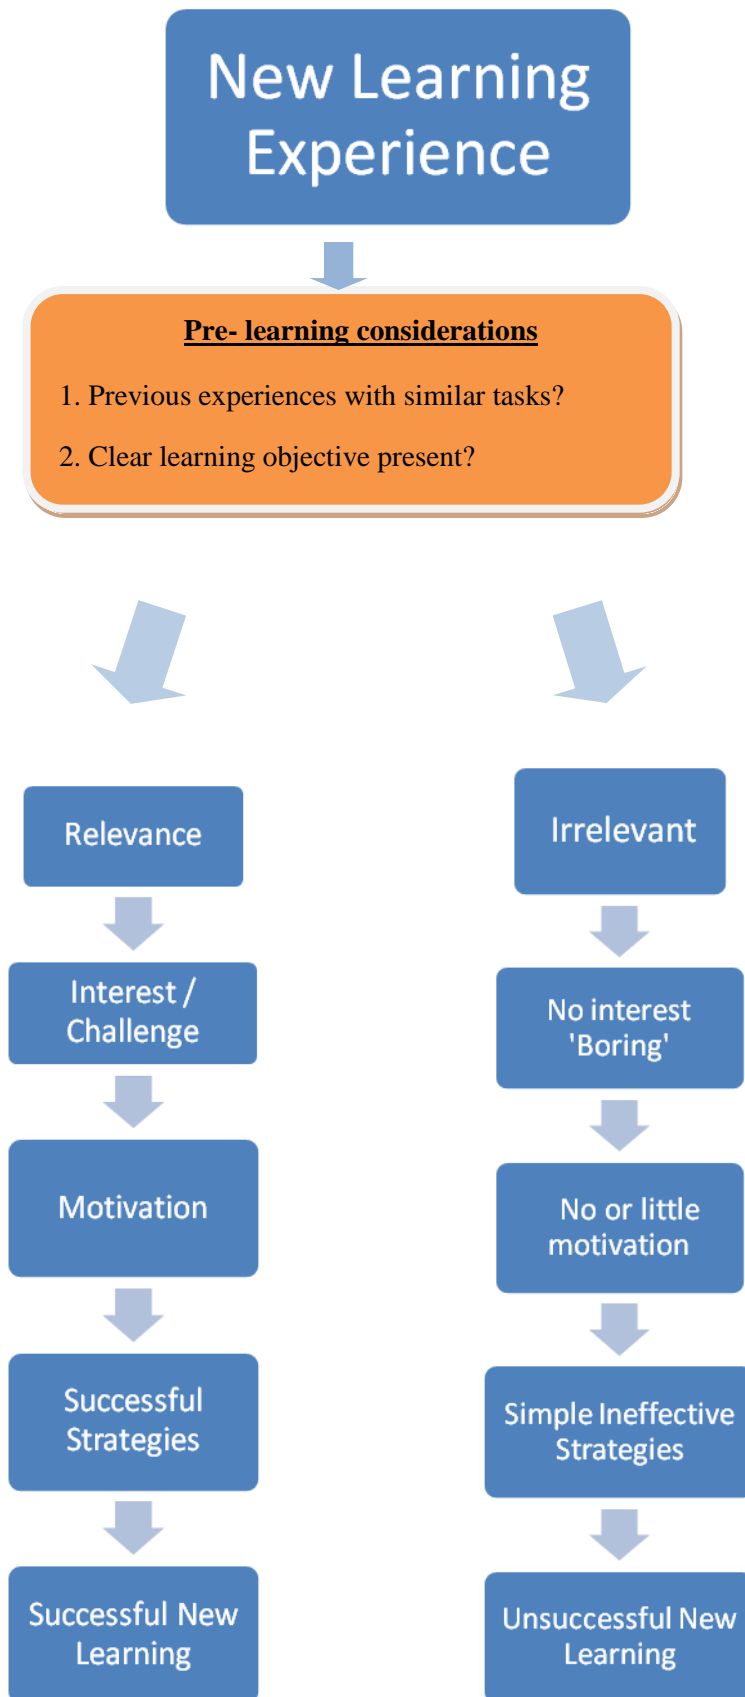 New Learning
Experience
Pre- learning considerations
1. Previous experiences with similar tasks?
2. Clear learning objective present?
Relevance
Interest /
Challenge
Motivation
Successful
Strategies
Successful New
Learning
Irrelevant
No interest
'Boring'
No or little
motivation
Simple Ineffective
Strategies
Unsuccessful New
Learning